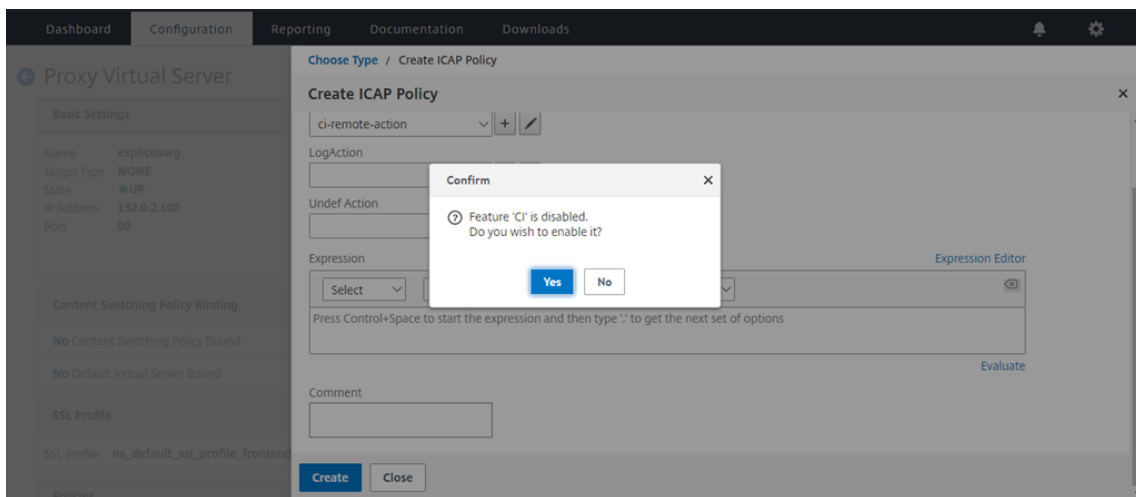 Dashboard Configuration Reporting Documentation Downloads
Proxy Virtual Server
Basic Settings
Name explicitswg
Target Type NONE
State UP
IP Address 192.0.2.100
Port 80
Content Switching Policy Binding
No Content Switching Policy Bound
No Default Virtual Server Bound
SSL Profile
SSL Profile ns_default_ssl_profile_frontend
Policies
Choose Type / Create ICAP Policy
Create ICAP Policy
ci-remote-action
LogAction
Undef Action
Expression
Expression Editor
Select
Press Control+Space to start the expression and then type '.' to get the next set of options
Evaluate
Comment
Create Close
Confirm
Feature 'CI' is disabled.
Do you wish to enable it?
Yes No